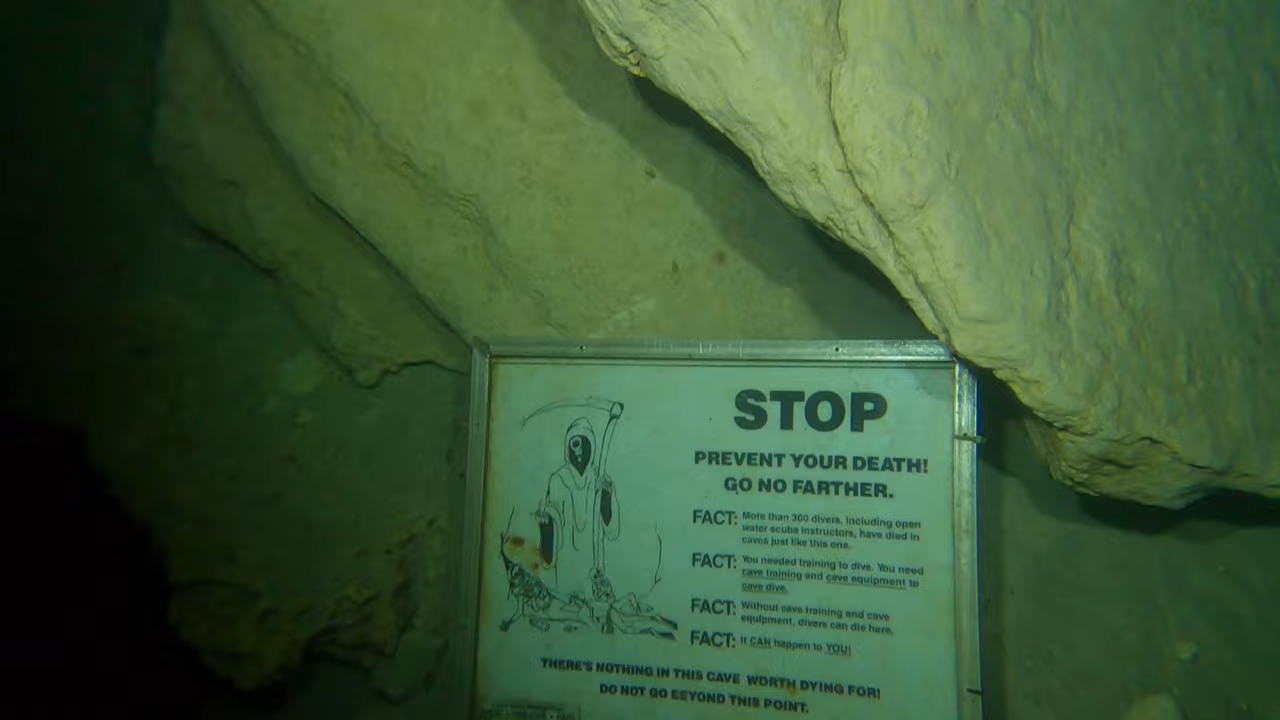 STOP
PREVENT YOUR DEATH!
GO NO FARTHER.
FACT: More than 300 divers, including open
water scuba instructors, have died in
caves just like this one.
FACT: You needed training to dive. You need
cave training and cave equipment to
cave dive.
FACT: Without cave training and cave
equipment, divers can die here.
FACT: It CAN happen to YOU!
THERE'S NOTHING IN THIS CAVE WORTH DYING FOR!
DO NOT GO BEYOND THIS POINT.